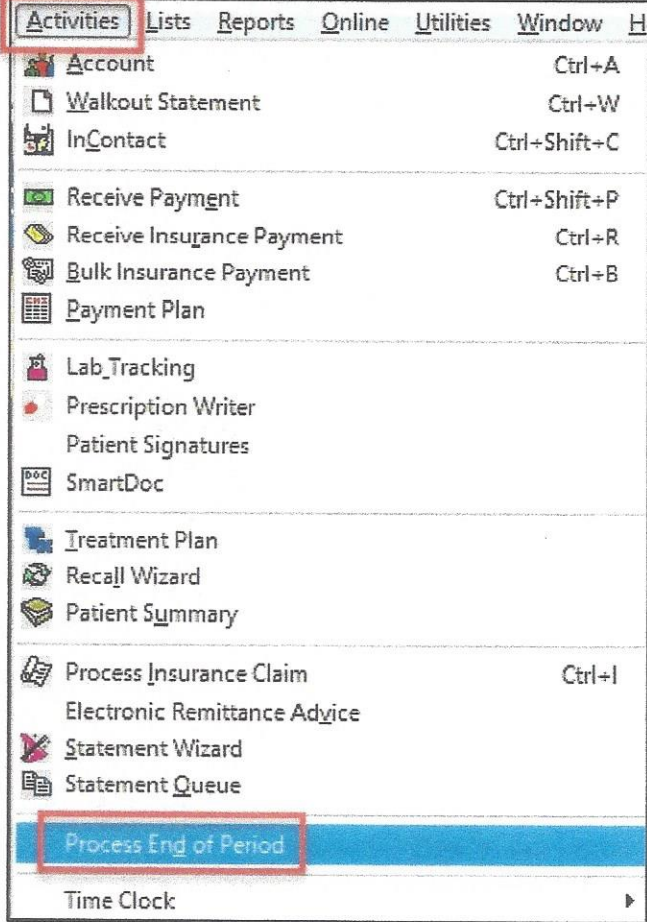 Activities Lists Reports Online Utilities Window H
Account Ctrl+A
Walkout Statement Ctrl+W
InContact Ctrl+Shift+C
Receive Payment Ctrl+Shift+P
Receive Insurance Payment Ctrl+R
Bulk Insurance Payment Ctrl+B
Payment Plan
Lab_Tracking
Prescription Writer
Patient Signatures
DOC SmartDoc
Treatment Plan
Recall Wizard
Patient Summary
Process Insurance Claim Ctrl+I
Electronic Remittance Advice
Statement Wizard
Statement Queue
Process End of Period
Time Clock